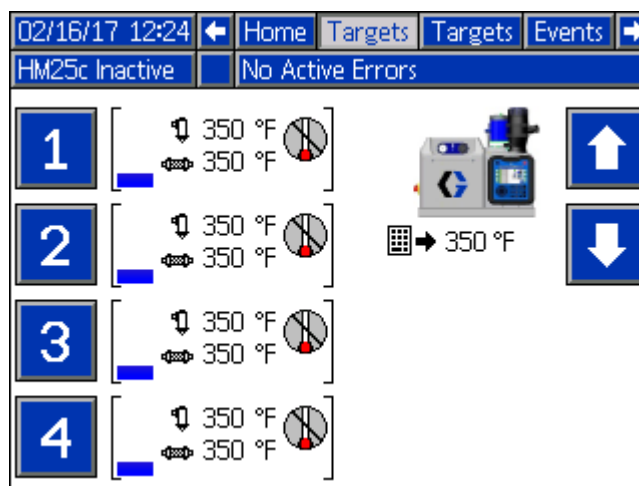 02/16/17 12:24 Home Targets Targets Events
HM25c Inactive No Active Errors
1 350 °F
350 °F
2 350 °F
350 °F
350 °F
3 350 °F
350 °F
4 350 °F
350 °F